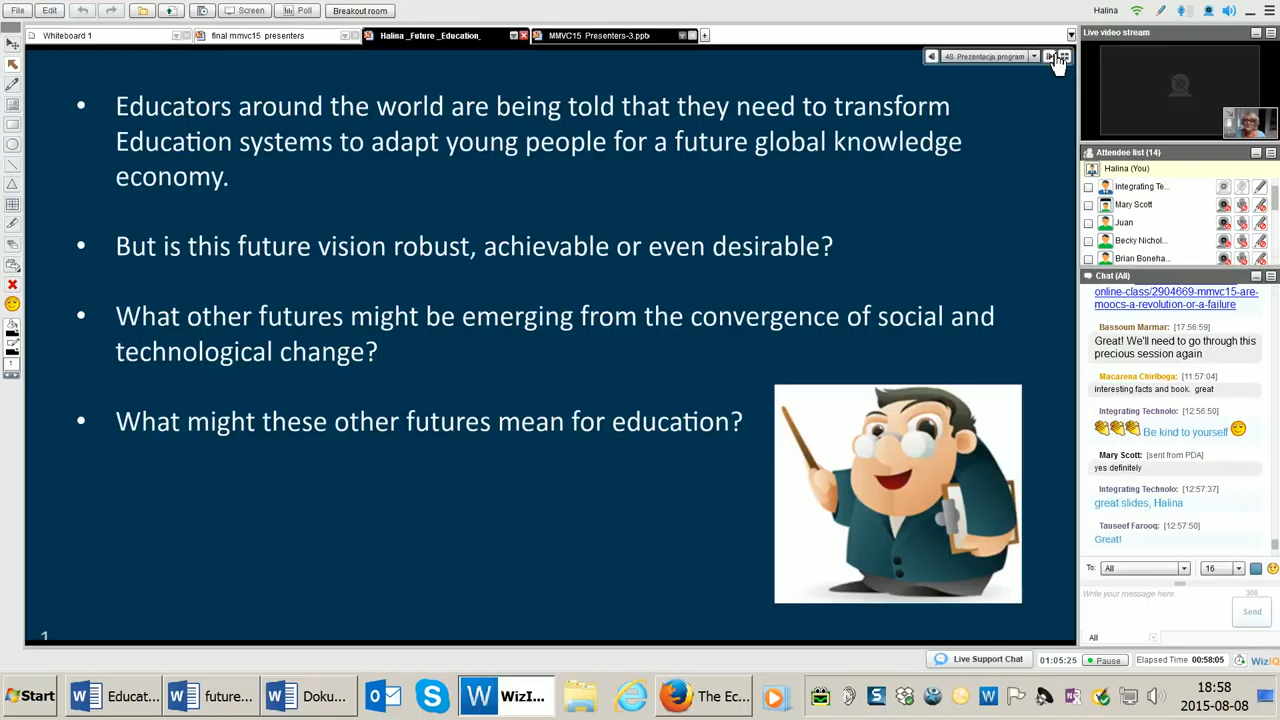 File
Edit
Screen
Poll
Breakout room
Halina
Whiteboard 1
final mmvc15 presenters
Halina _Future _Education_
MMVC15 Presenters-3.pptx
48. Prezentacja program
• Educators around the world are being told that they need to transform
Education systems to adapt young people for a future global knowledge
economy.
• But is this future vision robust, achievable or even desirable?
• What other futures might be emerging from the convergence of social and
technological change?
• What might these other futures mean for education?
1
Live video stream
Attendee list (14)
Halina (You)
Integrating Te...
Mary Scott
Juan
Becky Nichol...
Brian Boneha...
Chat (All)
online-class/2904669-mmvc15-are-
moocs-a-revolution-or-a-failure
Bassoum Marmar: [17:56:59]
Great! We'll need to go through this
precious session again
Macarena Chiriboga: [11:57:04]
interesting facts and book. great
Integrating Technolo: [12:56:50]
Be kind to yourself
Mary Scott: [sent from PDA]
yes definitely
Integrating Technolo: [12:57:37]
great slides, Halina
Tauseef Farooq: [12:57:50]
Great!
To: All 16
Write your message here.
300
Send
All
Live Support Chat
01:05:25
Pause
Elapsed Time 00:58:05
WizIQ
Start
Educat...
future...
Doku...
WizI...
The Ec...
18:58
2015-08-08